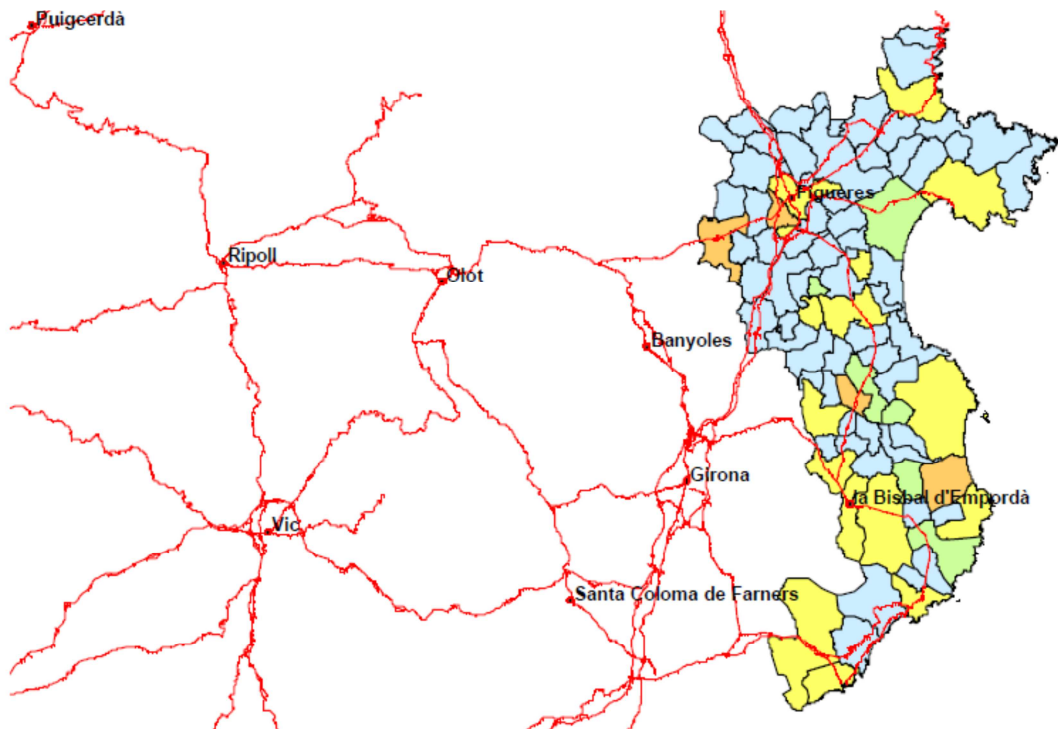 Puigcerdà
Figueres
Ripoll
Olot
Banyoles
Girona
la Bisbal d'Empordà
Vic
Santa Coloma de Farners